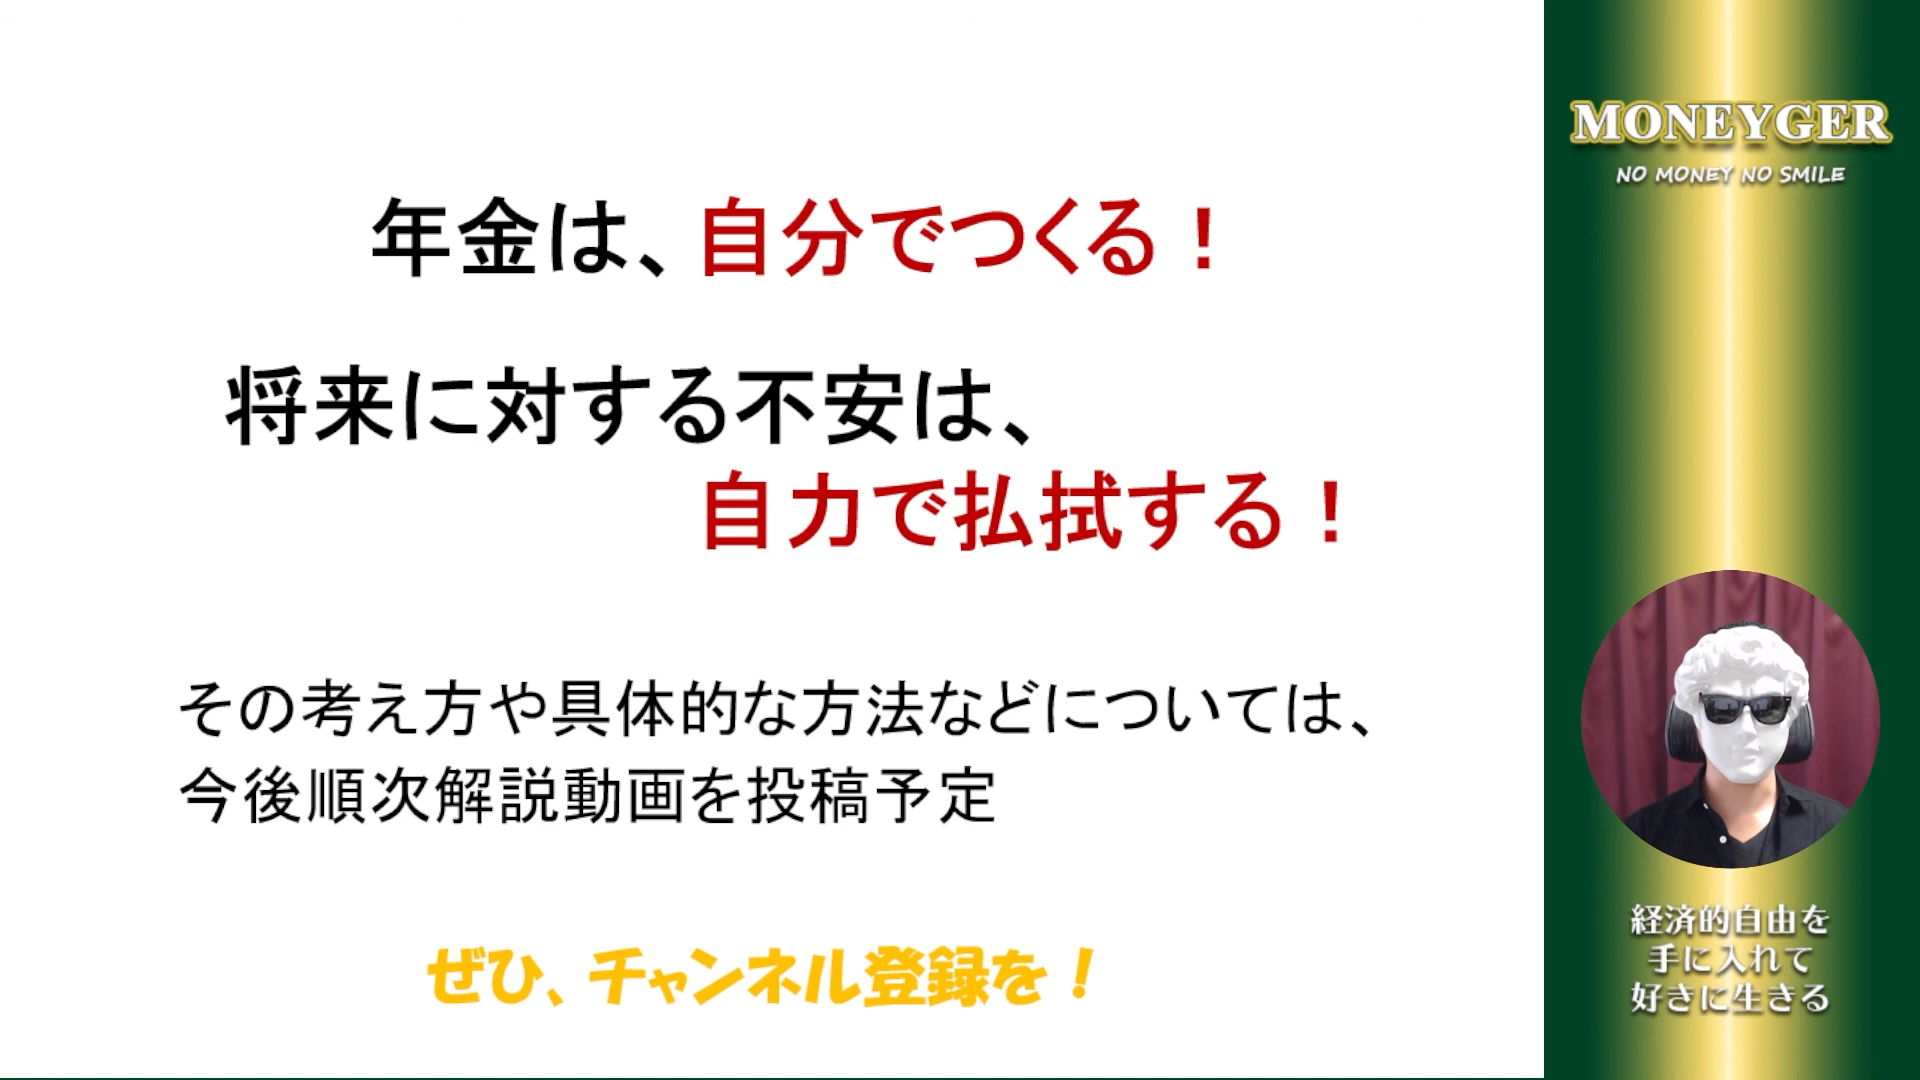 年金は、自分でつくる！
将来に対する不安は、
自力で払拭する！
その考え方や具体的な方法などについては、
今後順次解説動画を投稿予定
ぜひ、チャンネル登録を！
MONEYGER
NO MONEY NO SMILE
経済的自由を
手に入れて
好きに生きる